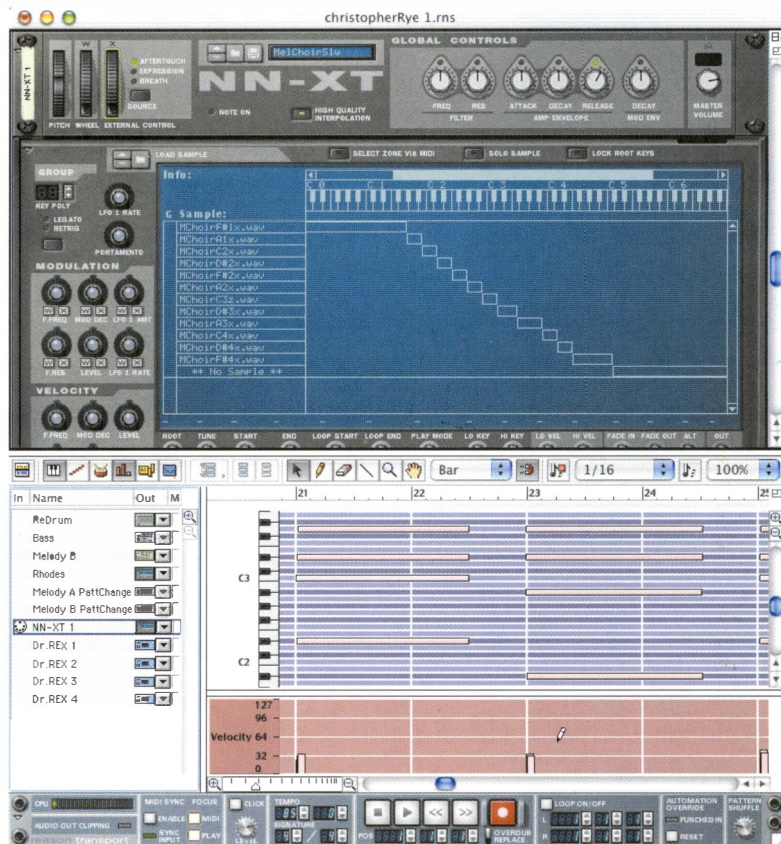 christopherRye 1.rns
NN-XT 1
W
X
AFTERTOUCH
EXPRESSION
BREATH
SOURCE
PITCH WHEEL EXTERNAL CONTROL
MelChoirSlw
NN-XT
NOTE ON
HIGH QUALITY INTERPOLATION
GLOBAL CONTROLS
FREQ RES ATTACK DECAY RELEASE DECAY
FILTER AMP ENVELOPE MOD ENV
MASTER VOLUME
LOAD SAMPLE SELECT ZONE VIA MIDI SOLO SAMPLE LOCK ROOT KEYS
GROUP
KEY POLY
LEGATO
RETRIG
LFO 1 RATE
PORTAMENTO
MODULATION
F.FREQ MOD DEC LFO 1 AMT
F.RES LEVEL LFO 1 RATE
VELOCITY
F.FREQ MOD DEC LEVEL
Info:
C 0 C 1 C 2 C 3 C 4 C 5 C 6
G Sample:
MChoirF#1x.wav
MChoirA1x.wav
MChoirC2x.wav
MChoirD#2x.wav
MChoirF#2x.wav
MChoirA2x.wav
MChoirC3z.wav
MChoirD#3x.wav
MChoirA3x.wav
MChoirC4x.wav
MChoirD#4x.wav
MChoirF#4x.wav
** No Sample **
ROOT TUNE START END LOOP START LOOP END PLAY MODE LO KEY HI KEY LO VEL HI VEL FADE IN FADE OUT ALT OUT
Bar 1/16 100%
In Name Out M
ReDrum
Bass
Melody B
Rhodes
Melody A PattChange
Melody B PattChange
NN-XT 1
Dr.REX 1
Dr.REX 2
Dr.REX 3
Dr.REX 4
21 22 23 24
C3
C2
127
96
Velocity 64
32
0
CPU
AUDIO OUT CLIPPING
reason transport
MIDI SYNC FOCUS
ENABLE MIDI
SYNC INPUT PLAY
CLICK
LEVEL
TEMPO
85
SIGNATURE
POS
OVERDUB
REPLACE
LOOP ON/OFF
L
R
AUTOMATION OVERRIDE
PUNCHED IN
RESET
PATTERN SHUFFLE